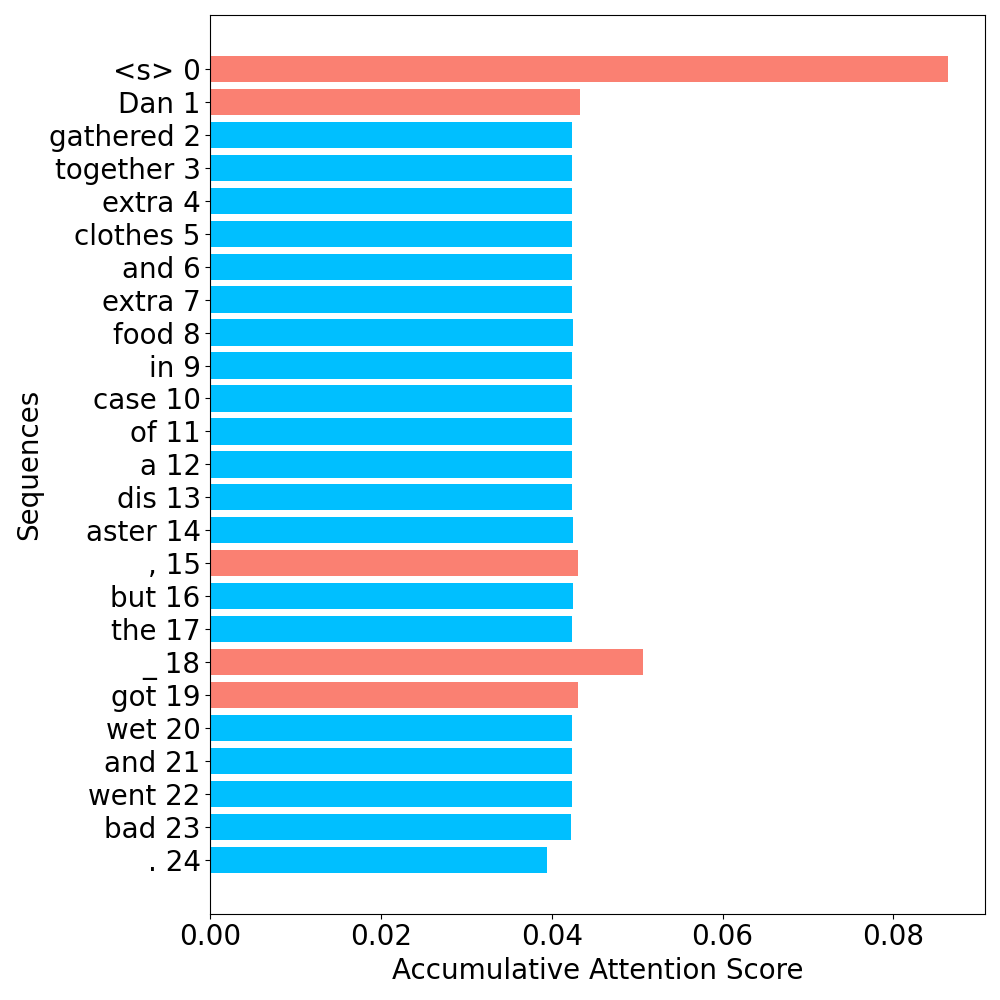 <s> 0
Dan 1
gathered 2
together 3
extra 4
clothes 5
and 6
extra 7
food 8
in 9
case 10
of 11
a 12
dis 13
aster 14
, 15
but 16
the 17
_ 18
got 19
wet 20
and 21
went 22
bad 23
. 24
Sequences
0.00 0.02 0.04 0.06 0.08
Accumulative Attention Score